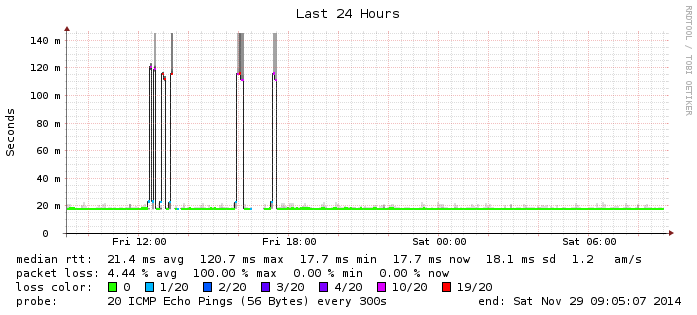 Last 24 Hours
RRDTOOL / TOBI OETIKER
Seconds
140 m
120 m
100 m
80 m
60 m
40 m
20 m
0
Fri 12:00 Fri 18:00 Sat 00:00 Sat 06:00
median rtt: 21.4 ms avg 120.7 ms max 17.7 ms min 17.7 ms now 18.1 ms sd 1.2 am/s
packet loss: 4.44 % avg 100.00 % max 0.00 % min 0.00 % now
loss color: 0 1/20 2/20 3/20 4/20 10/20 19/20
probe: 20 ICMP Echo Pings (56 Bytes) every 300s end: Sat Nov 29 09:05:07 2014